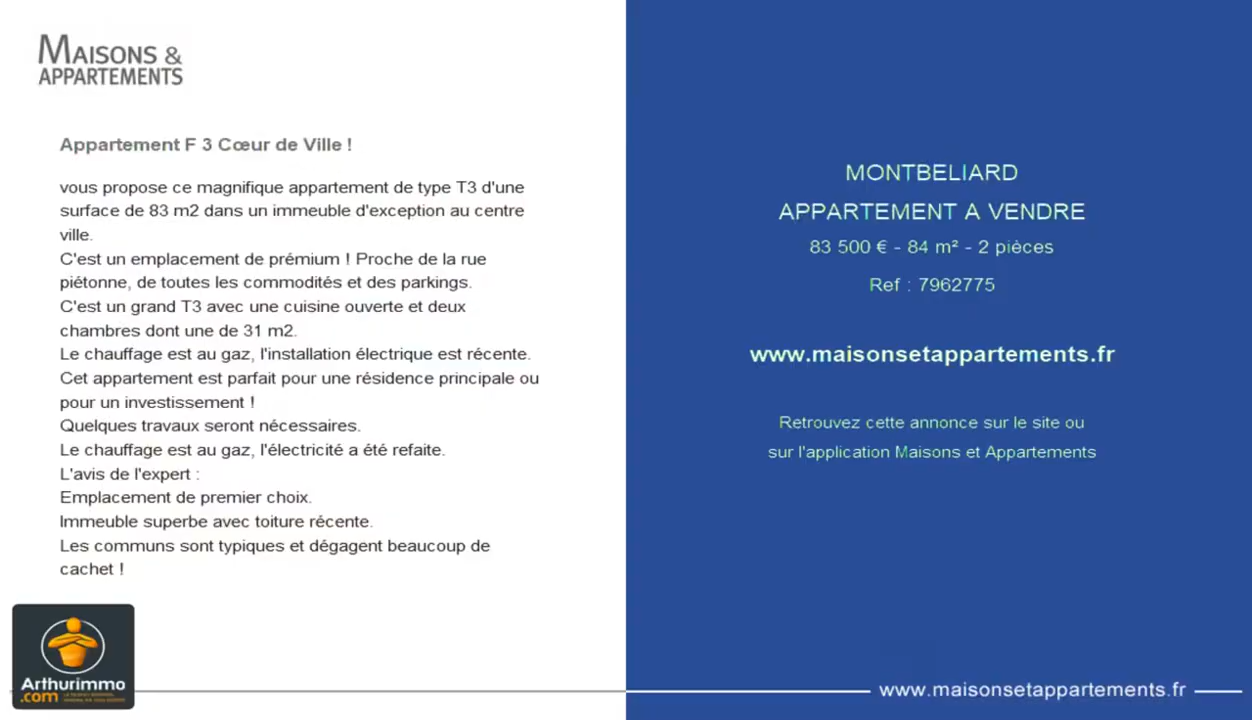 MAISONS &
APPARTEMENTS
Appartement F 3 Cœur de Ville !
vous propose ce magnifique appartement de type T3 d'une
surface de 83 m2 dans un immeuble d'exception au centre
ville.
C'est un emplacement de prémium ! Proche de la rue
piétonne, de toutes les commodités et des parkings.
C'est un grand T3 avec une cuisine ouverte et deux
chambres dont une de 31 m2.
Le chauffage est au gaz, l'installation électrique est récente.
Cet appartement est parfait pour une résidence principale ou
pour un investissement !
Quelques travaux seront nécessaires.
Le chauffage est au gaz, l'électricité a été refaite.
L'avis de l'expert :
Emplacement de premier choix.
Immeuble superbe avec toiture récente.
Les communs sont typiques et dégagent beaucoup de
cachet !
Arthurimmo
.com
MONTBELIARD
APPARTEMENT A VENDRE
83 500 € - 84 m² - 2 pièces
Ref : 7962775
www.maisonsetappartements.fr
Retrouvez cette annonce sur le site ou
sur l'application Maisons et Appartements
www.maisonsetappartements.fr